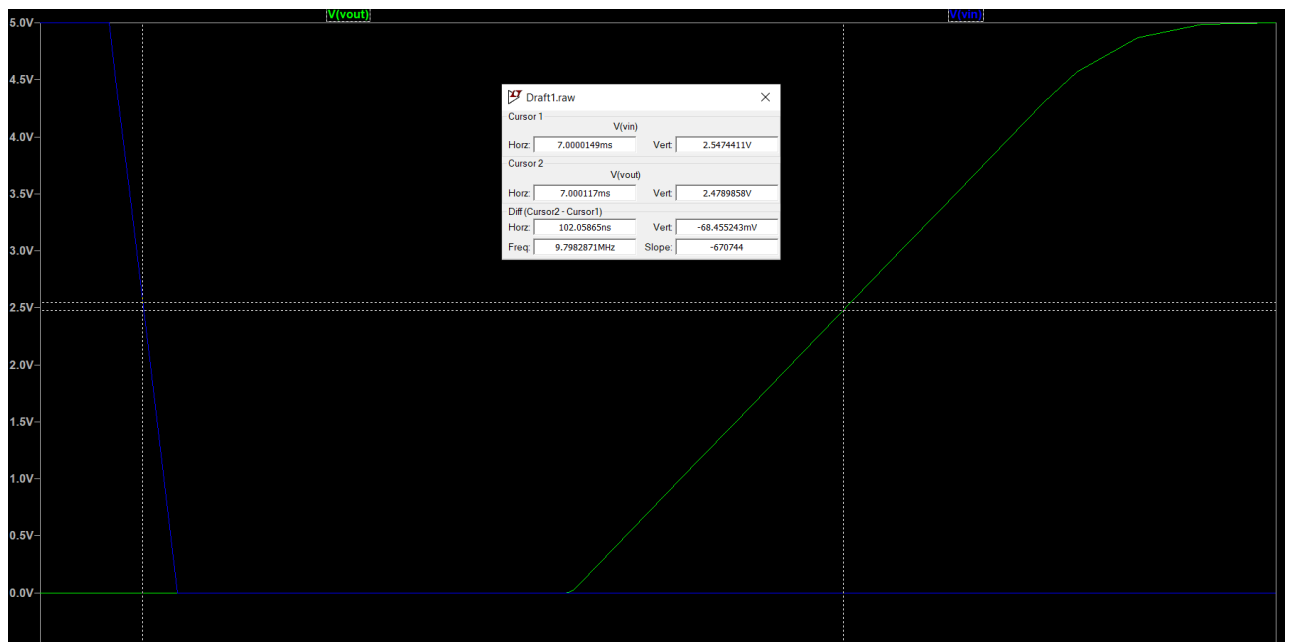 V(vout) V(vin)
5.0V
4.5V
4.0V
3.5V
3.0V
2.5V
2.0V
1.5V
1.0V
0.5V
0.0V
Draft1.raw
Cursor 1
V(vin)
Horz: 7.0000149ms Vert: 2.5474411V
Cursor 2
V(vout)
Horz: 7.000117ms Vert: 2.4789858V
Diff (Cursor2 - Cursor1)
Horz: 102.05865ns Vert: -68.455243mV
Freq: 9.7982871MHz Slope: -670744